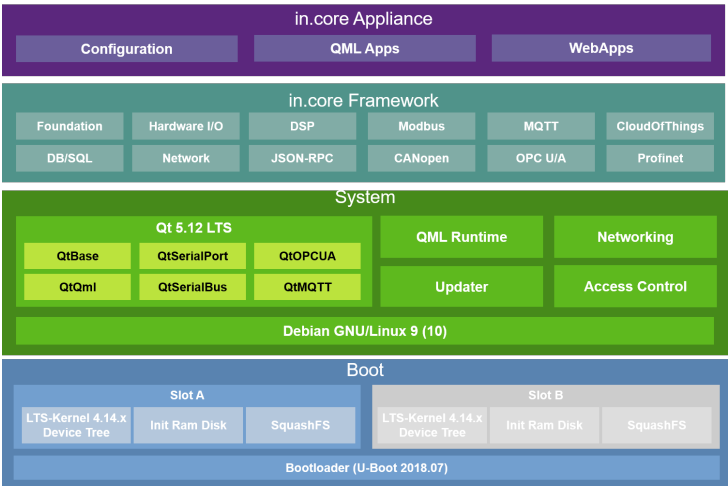 in.core Appliance
Configuration
QML Apps
WebApps
in.core Framework
Foundation
Hardware I/O
DSP
Modbus
MQTT
CloudOfThings
DB/SQL
Network
JSON-RPC
CANopen
OPC U/A
Profinet
System
Qt 5.12 LTS
QML Runtime
Networking
QtBase
QtSerialPort
QtOPCUA
QtQml
QtSerialBus
QtMQTT
Updater
Access Control
Debian GNU/Linux 9 (10)
Boot
Slot A
LTS-Kernel 4.14.x
Device Tree
Init Ram Disk
SquashFS
Slot B
LTS-Kernel 4.14.x
Device Tree
Init Ram Disk
SquashFS
Bootloader (U-Boot 2018.07)